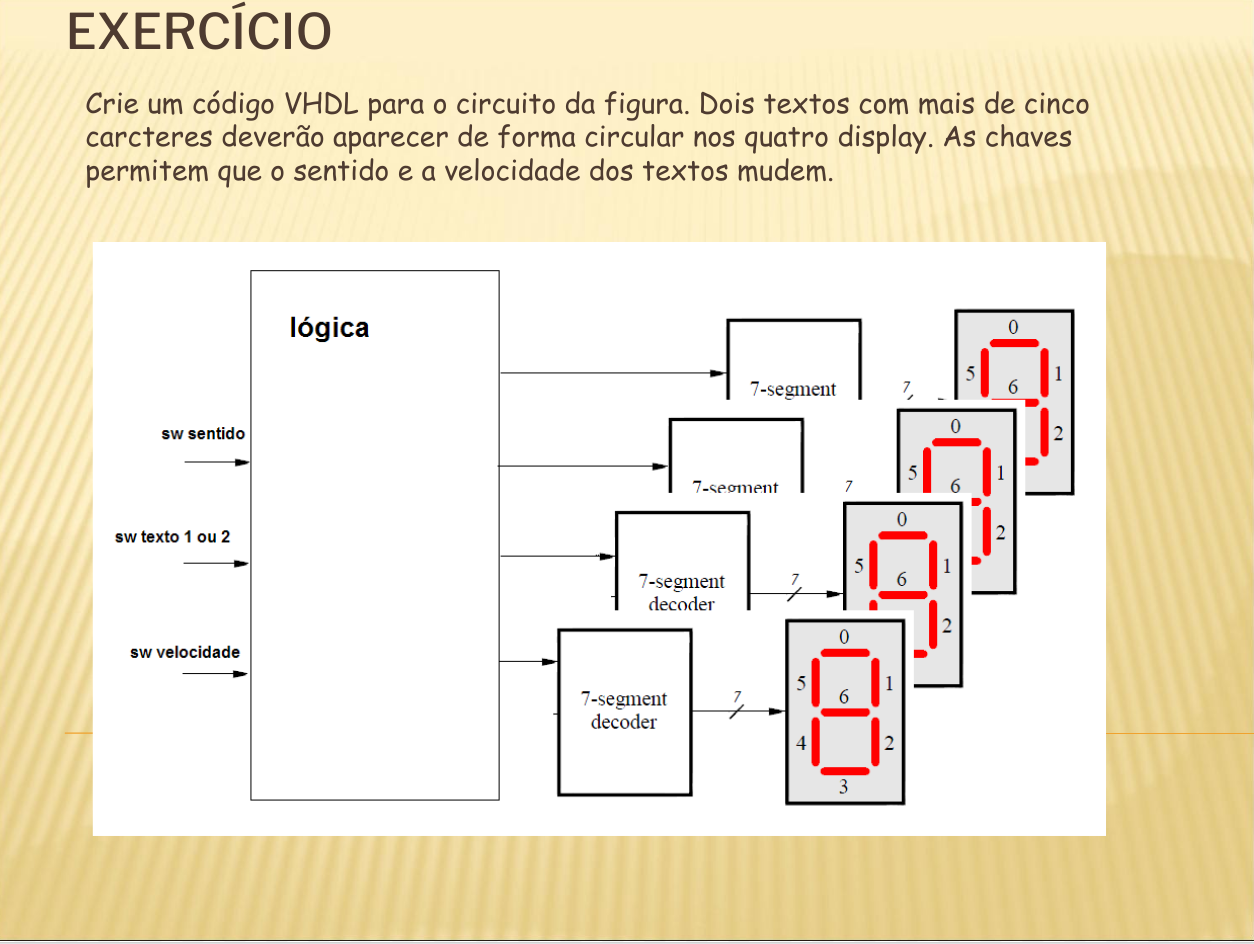 EXERCÍCIO
Crie um código VHDL para o circuito da figura. Dois textos com mais de cinco
carcteres deverão aparecer de forma circular nos quatro display. As chaves
permitem que o sentido e a velocidade dos textos mudem.
lógica
sw sentido
sw texto 1 ou 2
sw velocidade
7-segment
7
0
5
1
6
2
7-segment
7
0
5
1
6
2
7-segment
decoder
7
0
5
1
6
2
7-segment
decoder
7
0
5
1
6
4
2
3